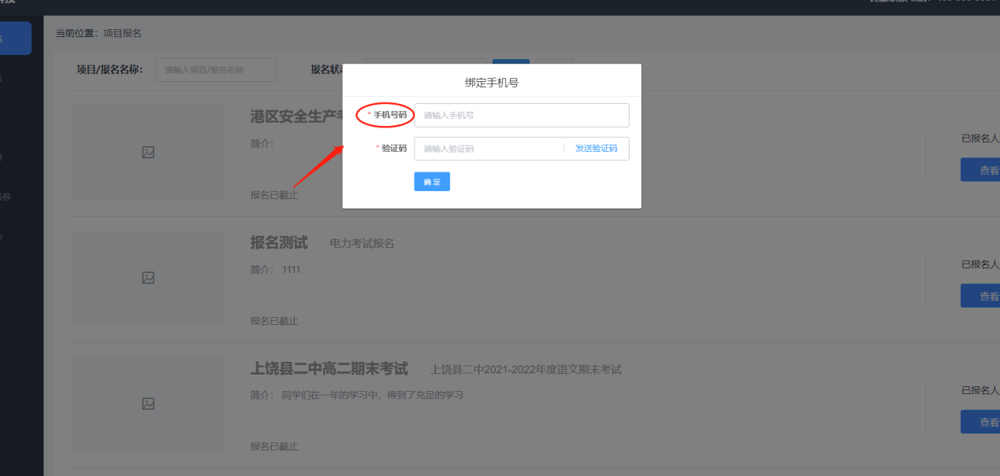 当前位置：项目报名
项目/报名名称：
请输入项目/报名名称
报名状
绑定手机号
* 手机号码
请输入手机号
* 验证码
请输入验证码
发送验证码
确 定
港区安全生产考
简介：
报名已截止
已报名人
查看
报名测试
电力考试报名
简介： 1111
报名已截止
已报名人
查看
上饶县二中高二期末考试
上饶县二中2021-2022年度语文期末考试
简介： 同学们在一年的学习中，得到了充足的学习
报名已截止
已报名人
查看